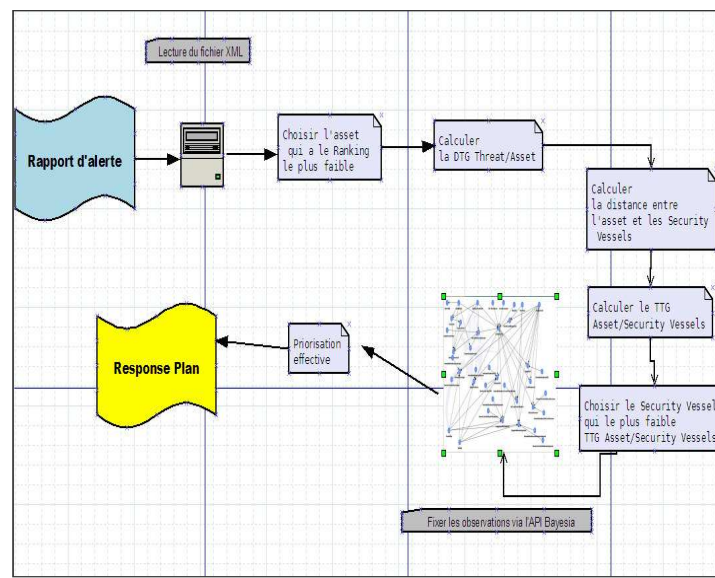 Lecture du fichier XML
Rapport d'alerte
Choisir l'asset
qui a le Ranking
le plus faible
Calculer
la DTG Threat/Asset
Calculer
la distance entre
l'asset et les Security
Vessels
Calculer le TTG
Asset/Security Vessels
Choisir le Security Vessel
qui le plus faible
TTG Asset/Security Vessels
Fixer les observations via l'API Bayesia
Priorisation
effective
Response Plan